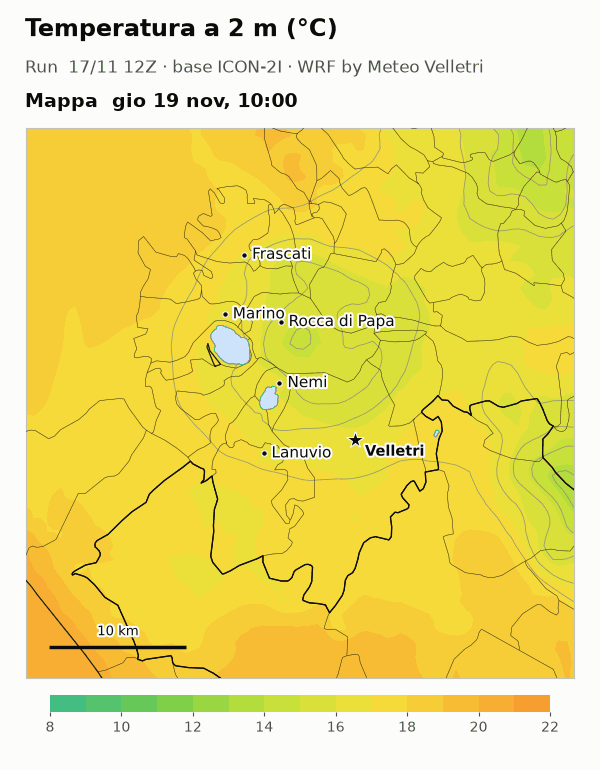 Temperatura a 2 m (°C)
Run  17/11 12Z · base ICON-2I · WRF by Meteo Velletri
Mappa  gio 19 nov, 10:00
Frascati
Marino
Rocca di Papa
Nemi
Velletri
Lanuvio
10 km
8 10 12 14 16 18 20 22